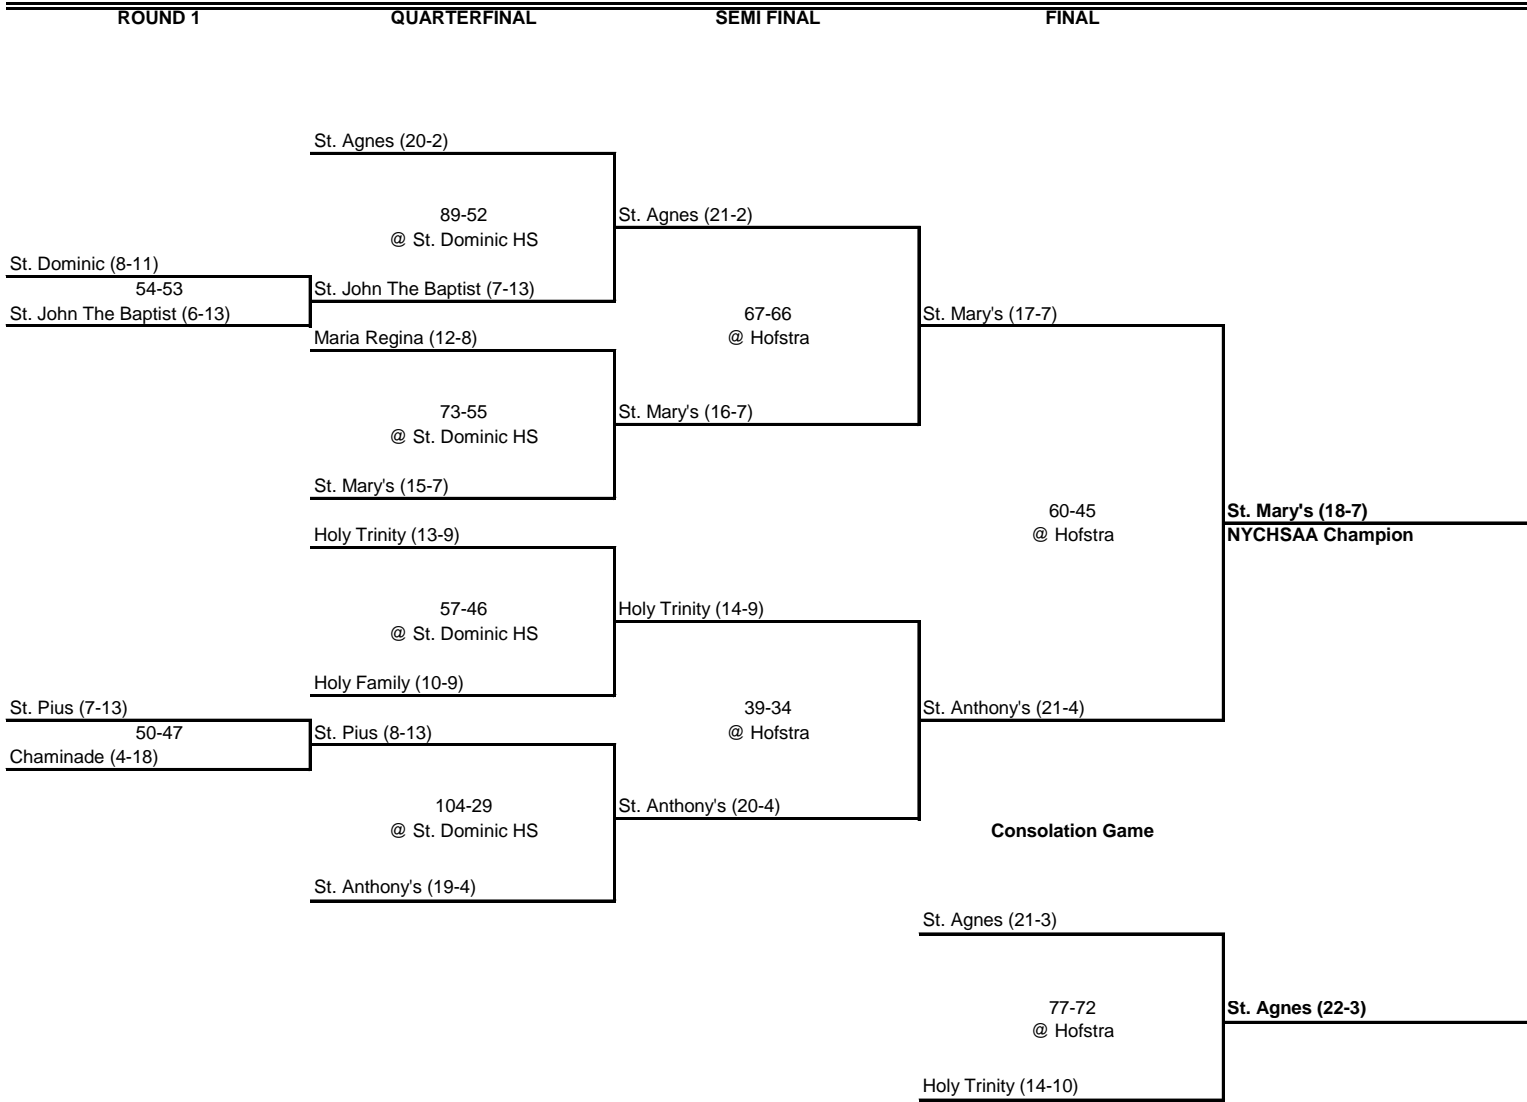 ROUND 1 QUARTERFINAL SEMI FINAL FINAL
St. Agnes (20-2)
89-52 St. Agnes (21-2)
@ St. Dominic HS
St. Dominic (8-11)
54-53 St. John The Baptist (7-13)
St. John The Baptist (6-13) 67-66 St. Mary's (17-7)
Maria Regina (12-8) @ Hofstra
73-55 St. Mary's (16-7)
@ St. Dominic HS
St. Mary's (15-7)
60-45 St. Mary's (18-7)
Holy Trinity (13-9) @ Hofstra NYCHSAA Champion
57-46 Holy Trinity (14-9)
@ St. Dominic HS
Holy Family (10-9)
St. Pius (7-13) 39-34 St. Anthony's (21-4)
50-47 St. Pius (8-13) @ Hofstra
Chaminade (4-18)
104-29 St. Anthony's (20-4)
@ St. Dominic HS Consolation Game
St. Anthony's (19-4)
St. Agnes (21-3)
77-72 St. Agnes (22-3)
@ Hofstra
Holy Trinity (14-10)